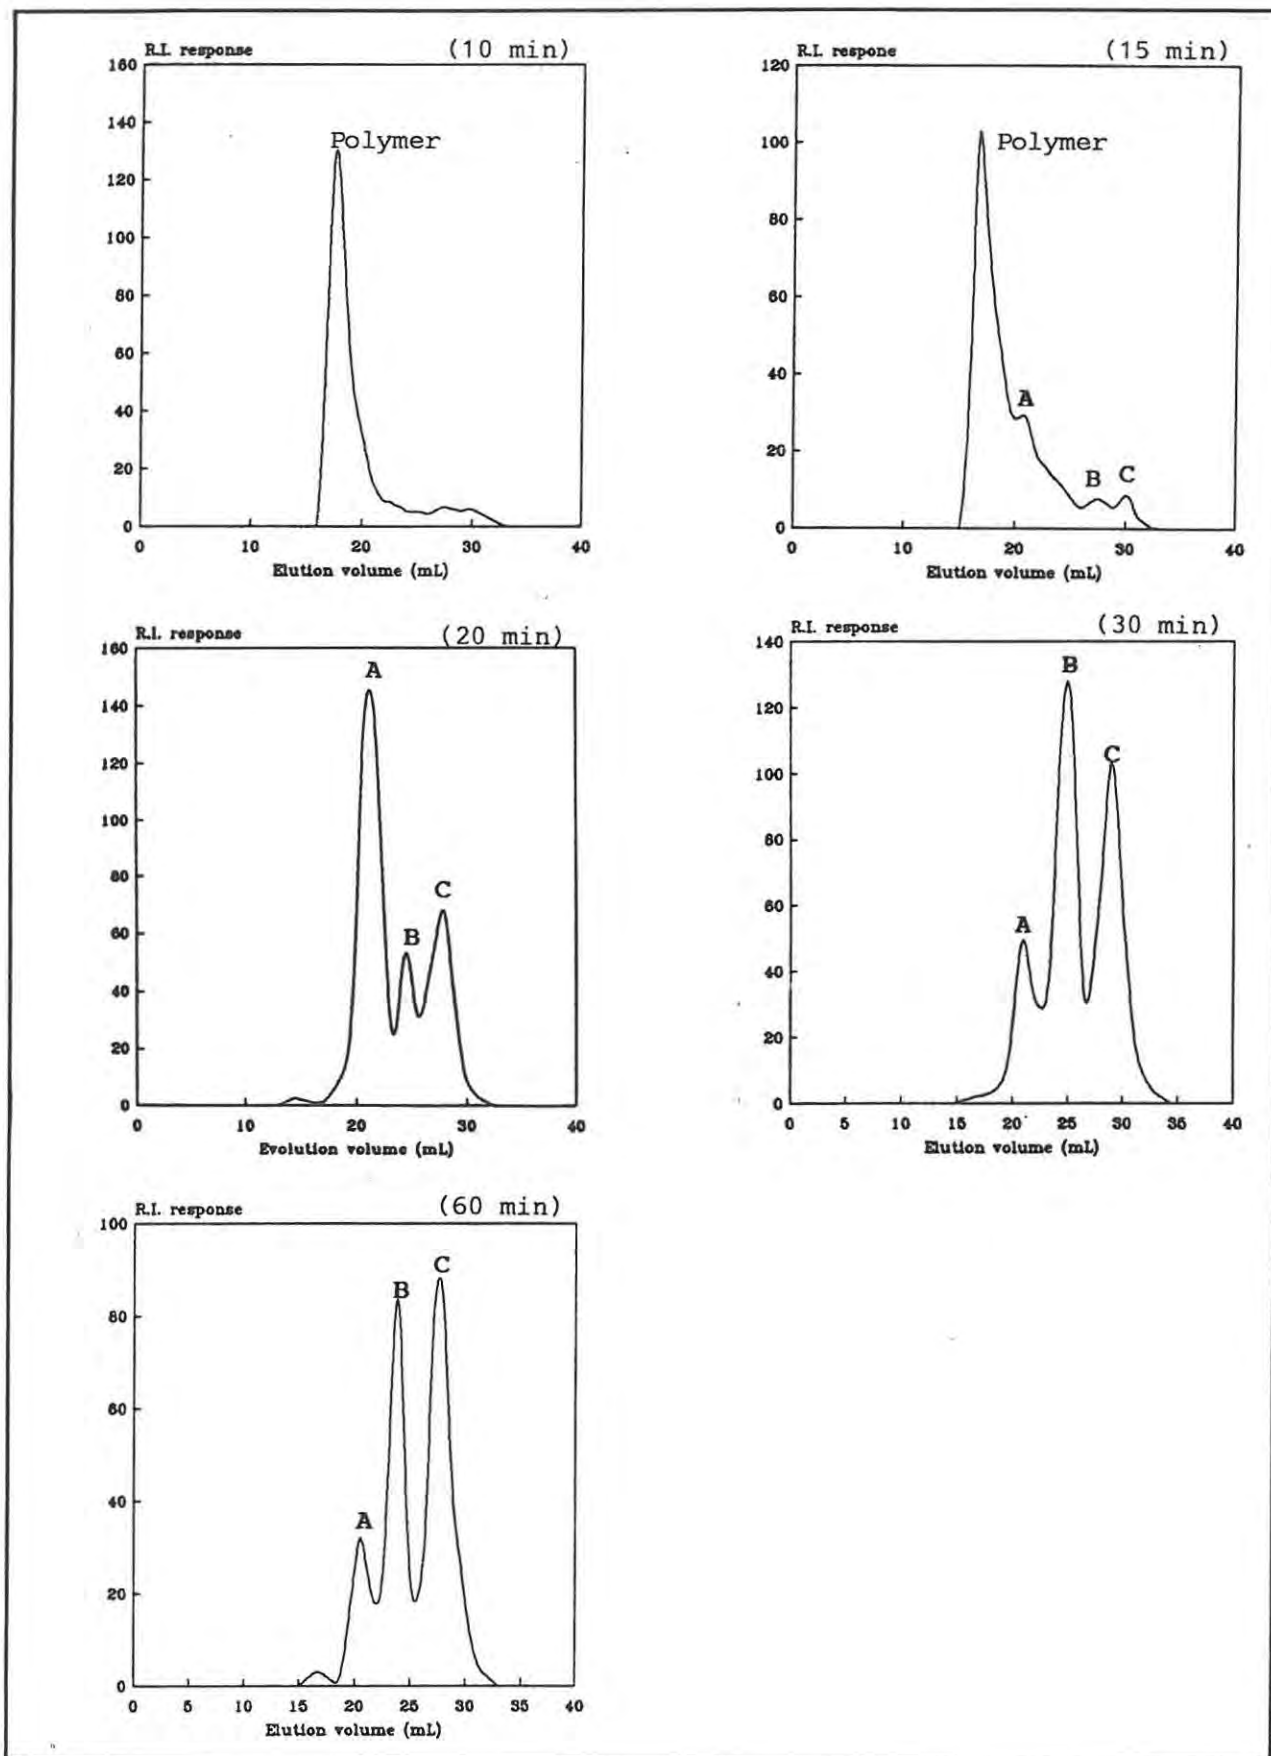 R.I. response (10 min)
160
Polymer
140
120
100
80
60
40
20
0
0 10 20 30 40
Elution volume (mL)
R.I. respone (15 min)
120
Polymer
100
80
60
40
A
20
B C
0
0 10 20 30 40
Elution volume (mL)
R.I. response (20 min)
160
A
140
120
100
80
C
60
B
40
20
0
0 10 20 30 40
Evolution volume (mL)
R.I. response (30 min)
140
B
120
100
C
80
60
A
40
20
0
0 5 10 15 20 25 30 35 40
Elution volume (mL)
R.I. response (60 min)
100
C
B
80
60
40
A
20
0
0 5 10 15 20 25 30 35 40
Elution volume (mL)